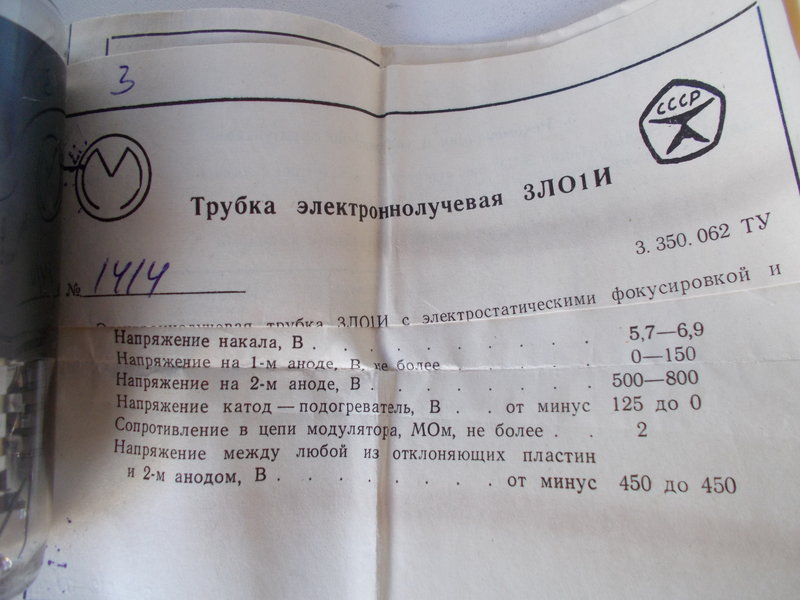 3
СССР
Трубка электроннолучевая 3ЛО1И
3. 350. 062 ТУ
№ 1414
трубка 3ЛО1И с электростатическими фокусировкой и
Напряжение накала, В . . . . . . . . . . 5,7—6,9
Напряжение на 1-м аноде, В, не более . . . . 0—150
Напряжение на 2-м аноде, В . . . . . . . . 500—800
Напряжение катод — подогреватель, В . . от минус 125 до 0
Сопротивление в цепи модулятора, МОм, не более . . 2
Напряжение между любой из отклоняющих пластин
и 2-м анодом, В . . . . . . . . от минус 450 до 450